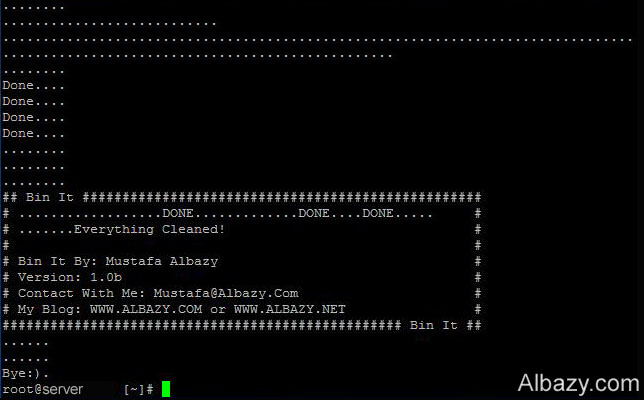 ........
...........................
...............................................................................
.................................................
........
Done....
Done....
Done....
Done....
........
........
........
## Bin It ##################################################
# ..................DONE.............DONE....DONE..... #
# .......Everything Cleaned! #
# #
# Bin It By: Mustafa Albazy #
# Version: 1.0b #
# Contact With Me: Mustafa@Albazy.Com #
# My Blog: WWW.ALBAZY.COM or WWW.ALBAZY.NET #
################################################## Bin It ##
......
......
Bye:).
root@server [~]#
Albazy.com